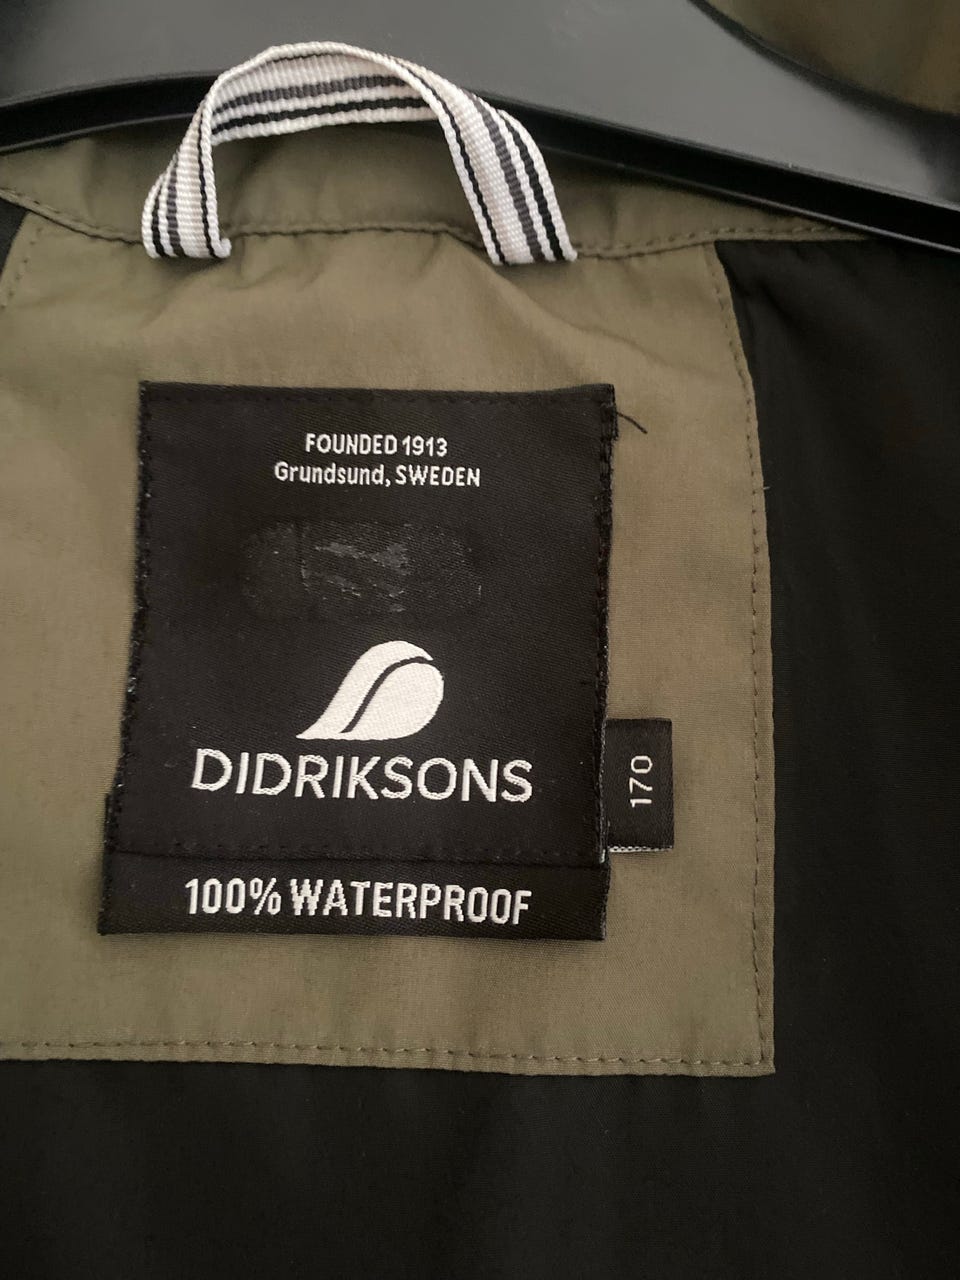 FOUNDED 1913
Grundsund, SWEDEN
DIDRIKSONS
170
100% WATERPROOF